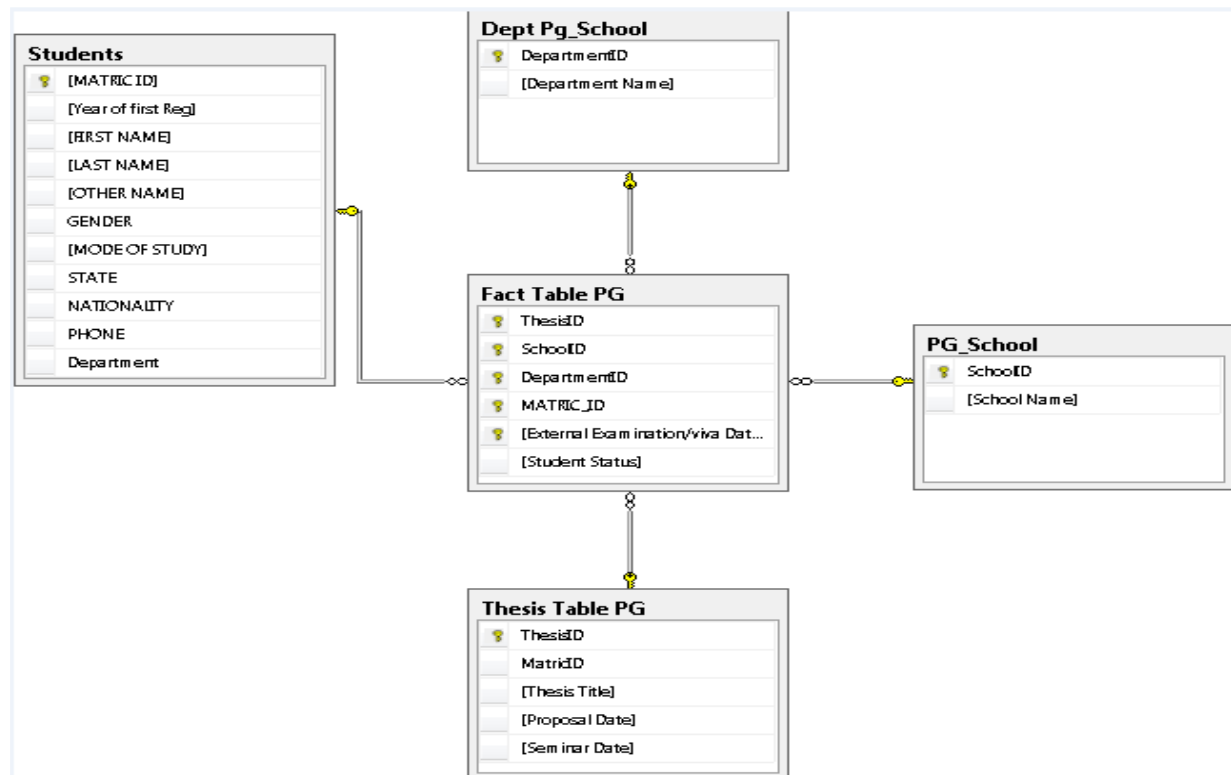 Students
[MATRIC ID]
[Year of first Reg]
[FIRST NAME]
[LAST NAME]
[OTHER NAME]
GENDER
[MODE OF STUDY]
STATE
NATIONALITY
PHONE
Department
Dept Pg_School
DepartmentID
[Department Name]
Fact Table PG
ThesisID
SchoolID
DepartmentID
MATRIC_ID
[External Examination/viva Dat...
[Student Status]
PG_School
SchoolID
[School Name]
Thesis Table PG
ThesisID
MatricID
[Thesis Title]
[Proposal Date]
[Seminar Date]